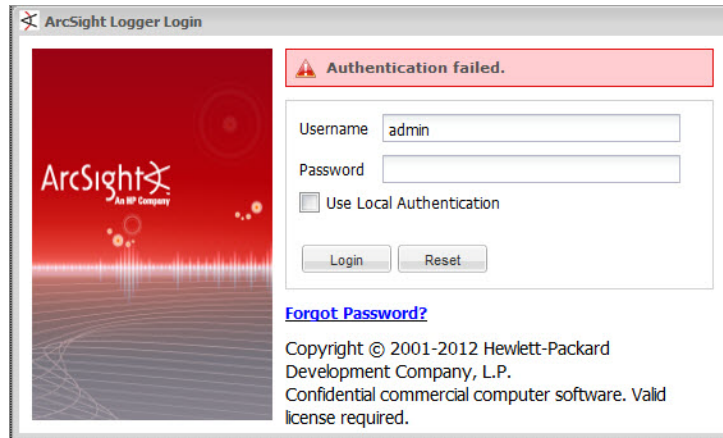 ArcSight Logger Login
ArcSight
An HP Company
Authentication failed.
Username admin
Password
Use Local Authentication
Login Reset
Forgot Password?
Copyright © 2001-2012 Hewlett-Packard
Development Company, L.P.
Confidential commercial computer software. Valid
license required.